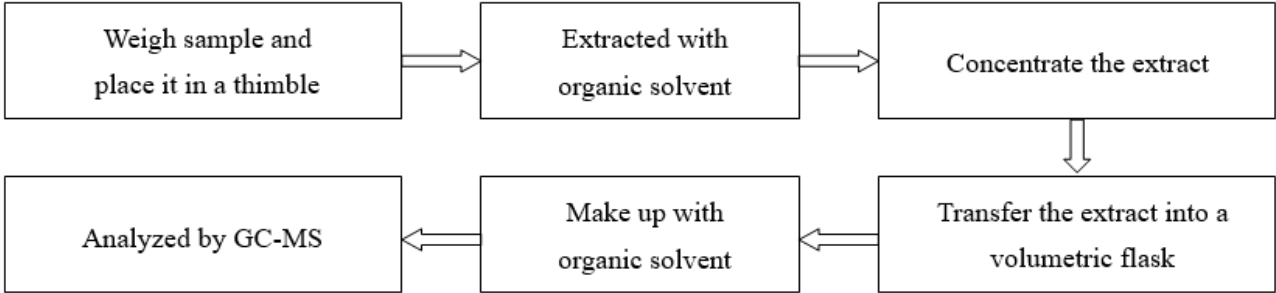 Weigh sample and
place it in a thimble
Extracted with
organic solvent
Concentrate the extract
Transfer the extract into a
volumetric flask
Make up with
organic solvent
Analyzed by GC-MS